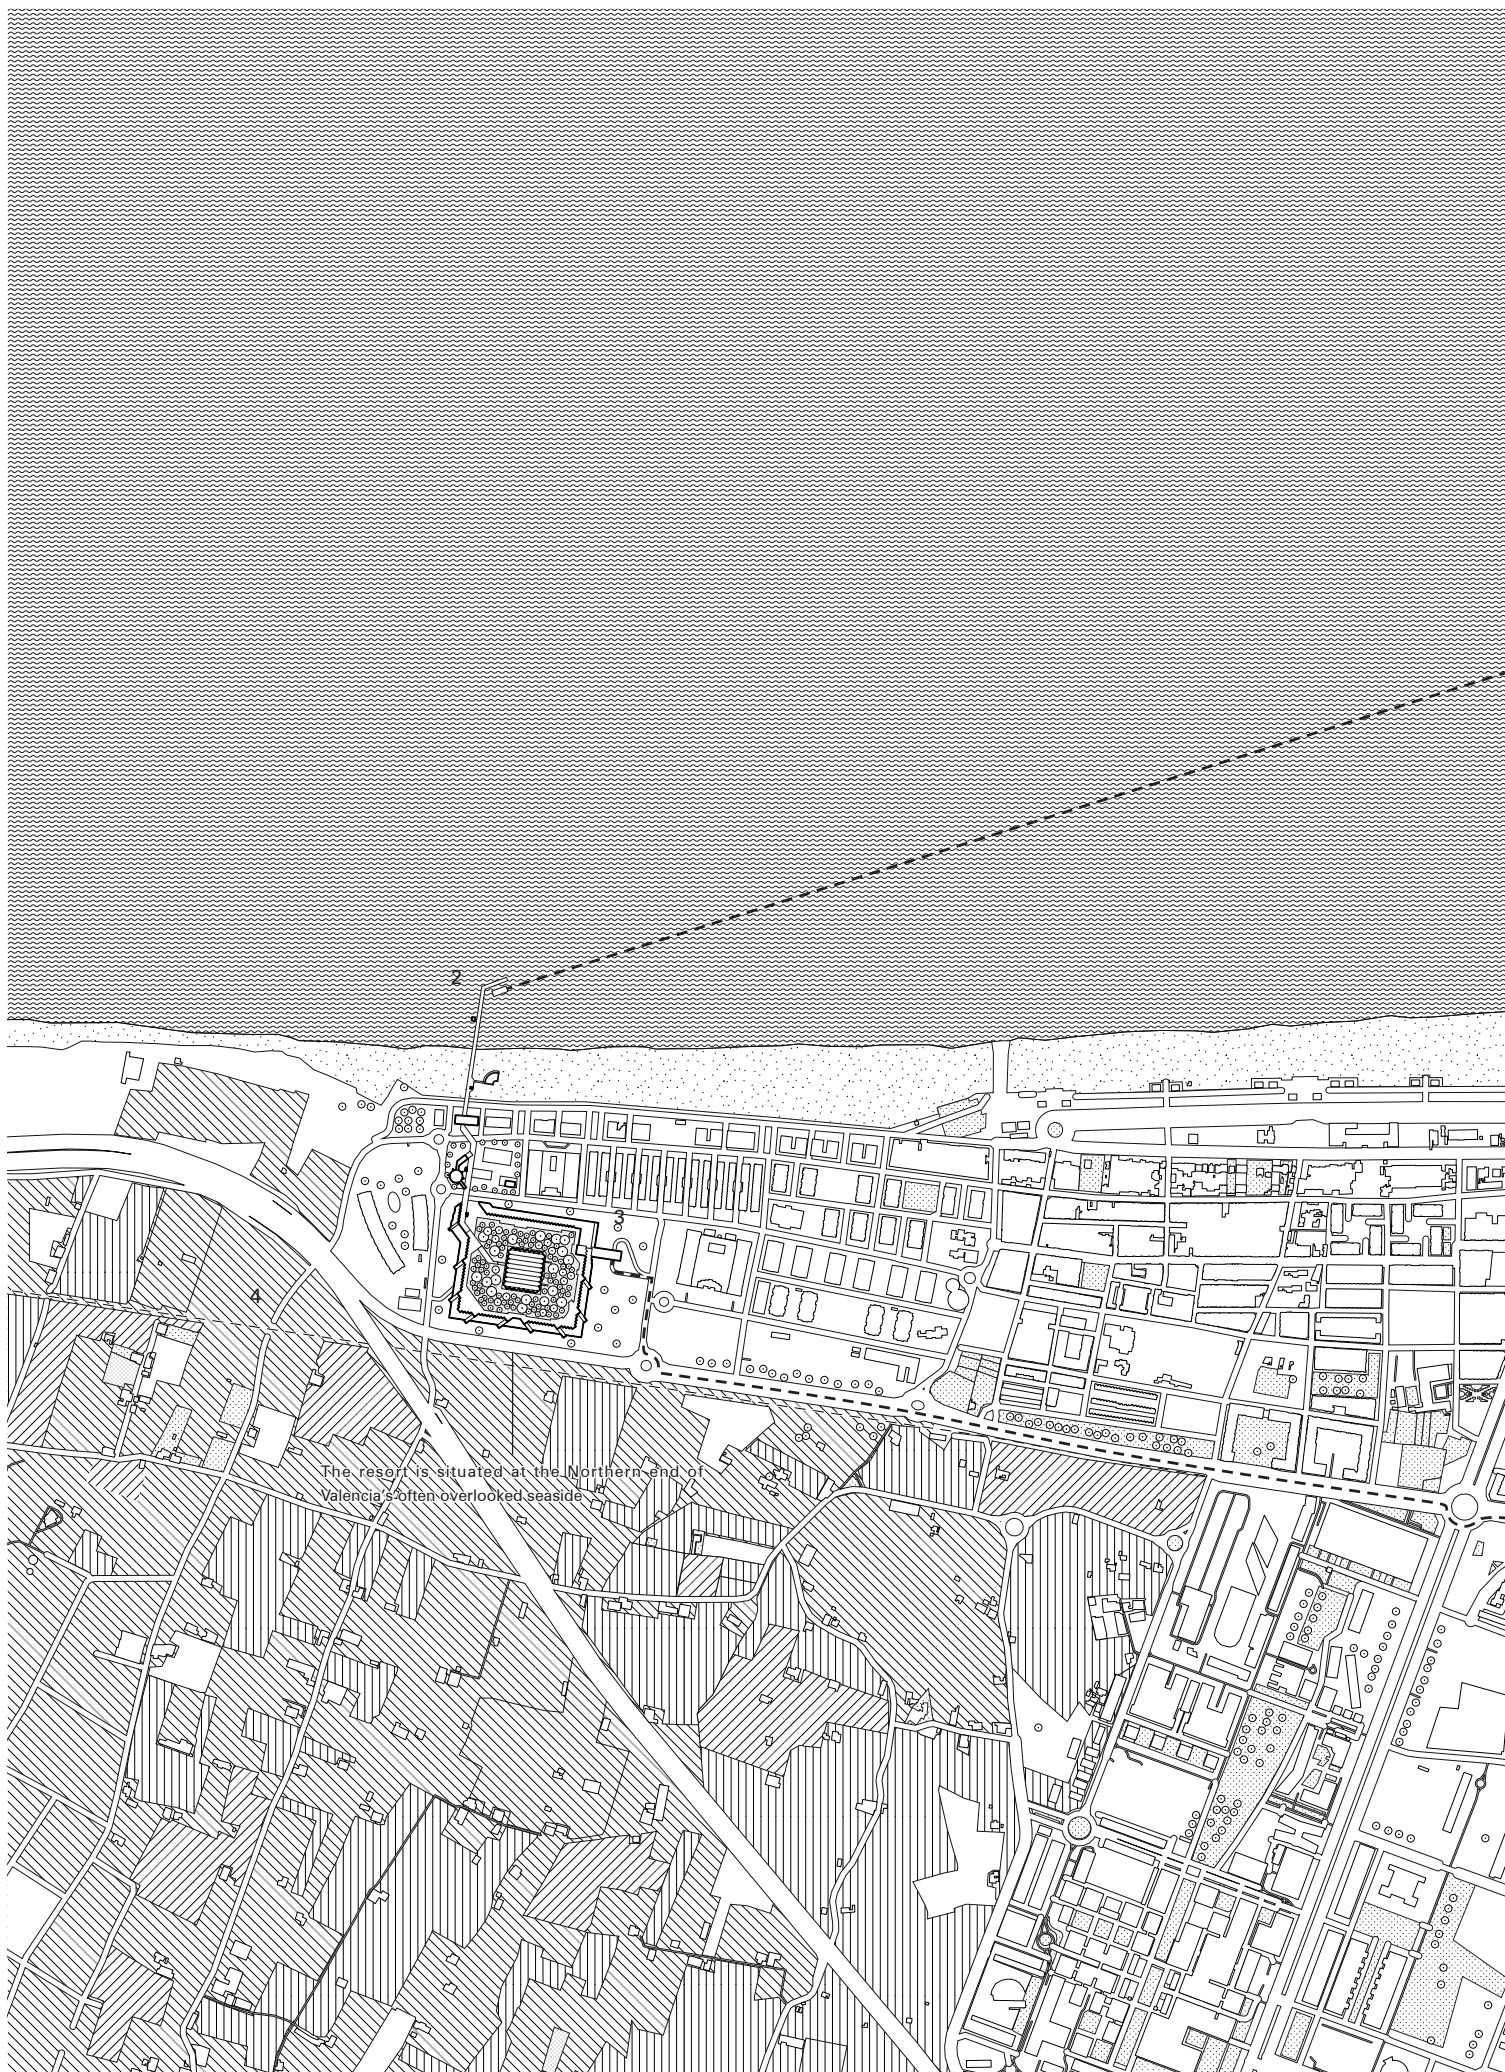 2
3
4
The resort is situated at the Northern end of
Valencia's often overlooked seaside